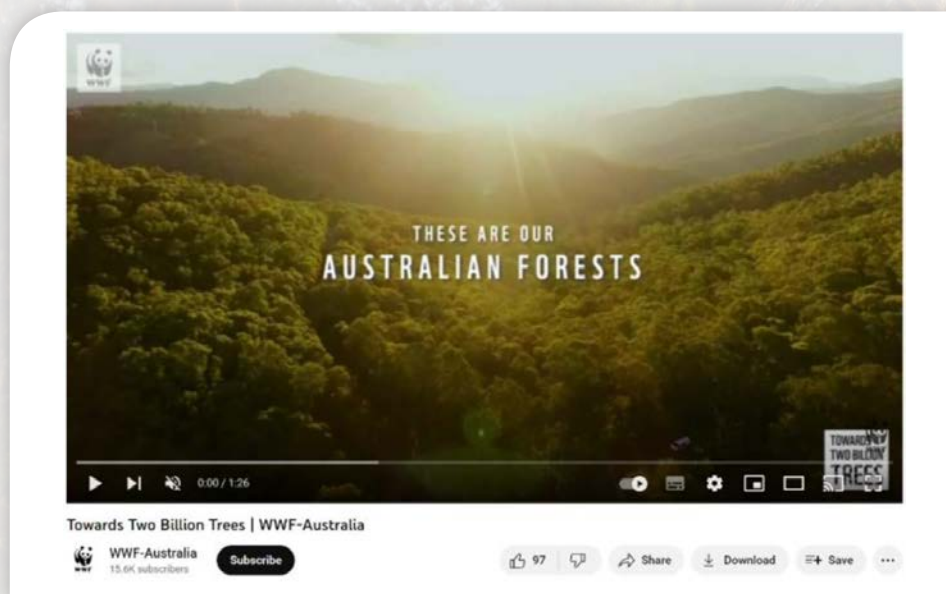 WWF
THESE ARE OUR
AUSTRALIAN FORESTS
TOWARDS
TWO BILLION
TREES
0:00 / 1:26
Towards Two Billion Trees | WWF-Australia
WWF
WWF-Australia
15.6K subscribers
Subscribe
97
Share
Download
Save